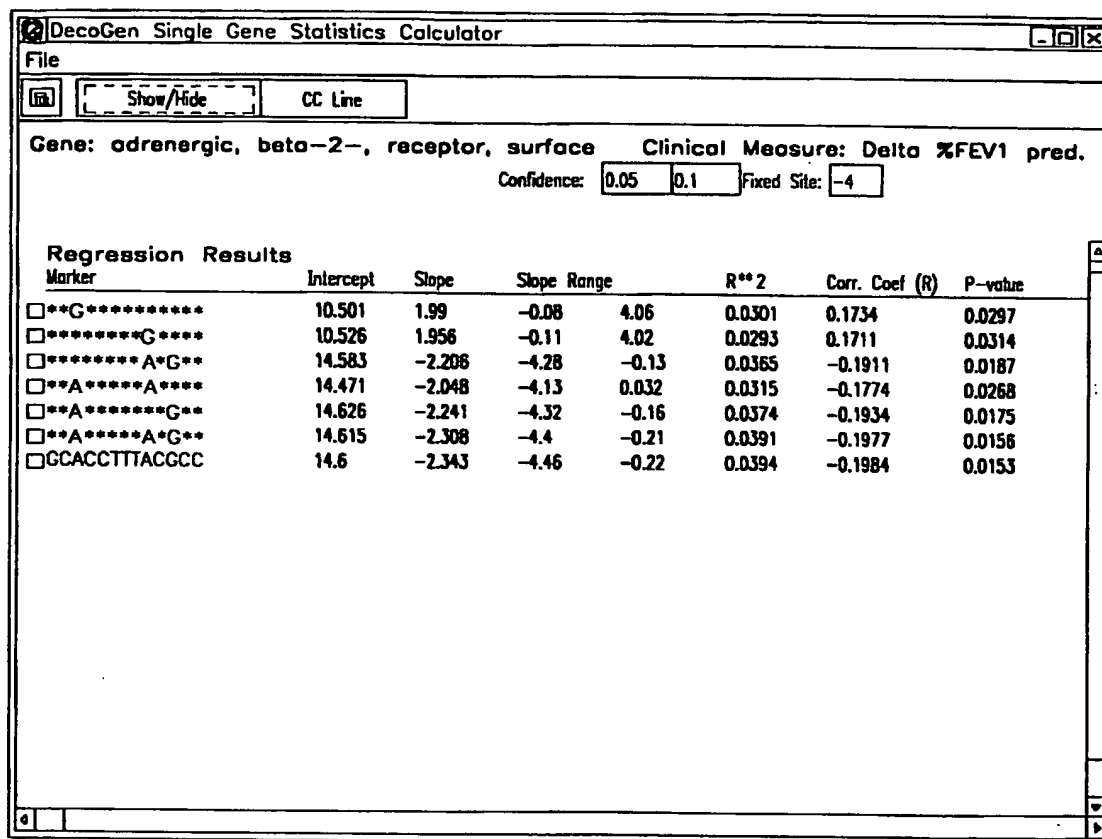 DecoGen Single Gene Statistics Calculator
File
Show/Hide CC Line
Gene: adrenergic, beta-2-, receptor, surface Clinical Measure: Delta %FEV1 pred.
Confidence: 0.05 0.1 Fixed Site: -4
Regression Results
Marker Intercept Slope Slope Range R**2 Corr. Coef (R) P-value
**G********** 10.501 1.99 -0.08 4.06 0.0301 0.1734 0.0297
********G**** 10.526 1.956 -0.11 4.02 0.0293 0.1711 0.0314
********A*G** 14.583 -2.206 -4.28 -0.13 0.0365 -0.1911 0.0187
**A*****A**** 14.471 -2.048 -4.13 0.032 0.0315 -0.1774 0.0268
**A*******G** 14.626 -2.241 -4.32 -0.16 0.0374 -0.1934 0.0175
**A*****A*G** 14.615 -2.308 -4.4 -0.21 0.0391 -0.1977 0.0156
GCACCTTTACGCC 14.6 -2.343 -4.46 -0.22 0.0394 -0.1984 0.0153